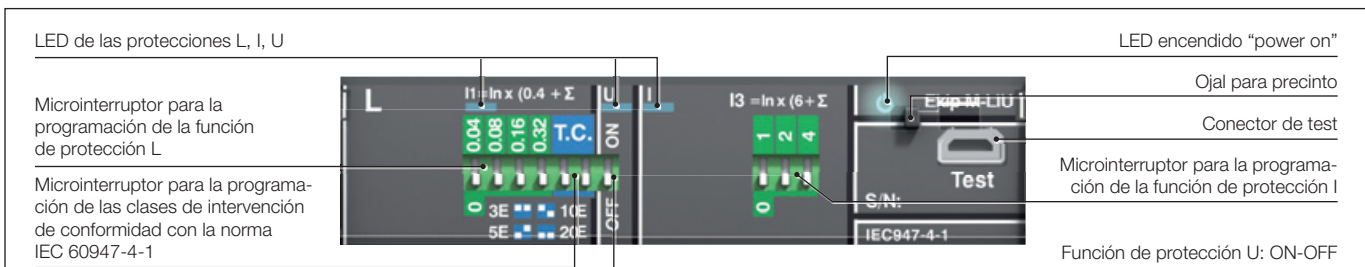 LED de las protecciones L, I, U
LED encendido “power on”
Ojal para precinto
Microinterruptor para la
programación de la función
de protección L
Conector de test
Microinterruptor para la programa-
ción de la función de protección I
Microinterruptor para la programa-
ción de las clases de intervención
de conformidad con la norma
IEC 60947-4-1
Función de protección U: ON-OFF
L
I1=In x (0.4 + Σ
0.04
0.08
0.16
0.32
T.C.
0
3E
10E
5E
20E
U
ON
OFF
I
I3 =In x (6+Σ
1
2
4
0
Ekip M-LIU
Test
S/N:
IEC947-4-1